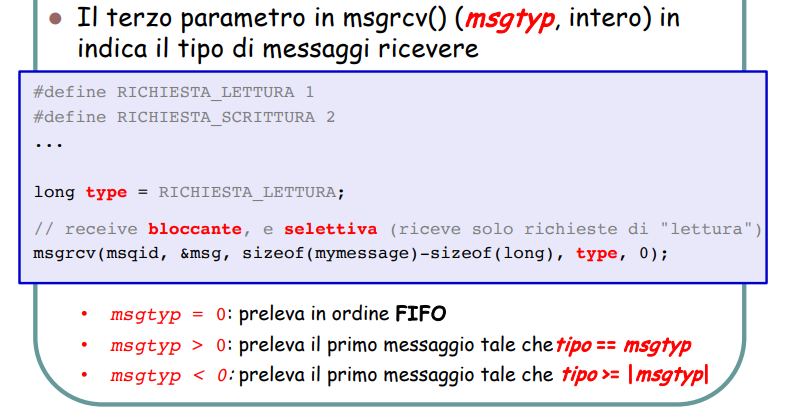 Il terzo parametro in msgrcv() (msgtyp, intero) in
indica il tipo di messaggi ricevere
#define RICHIESTA_LETTURA 1
#define RICHIESTA_SCRITTURA 2
...
long type = RICHIESTA_LETTURA;
// receive bloccante, e selettiva (riceve solo richieste di "lettura")
msgrcv(msqid, &msg, sizeof(mymessage)-sizeof(long), type, 0);
• msgtyp = 0: preleva in ordine FIFO
• msgtyp > 0: preleva il primo messaggio tale che tipo == msgtyp
• msgtyp < 0: preleva il primo messaggio tale che tipo >= |msgtyp|